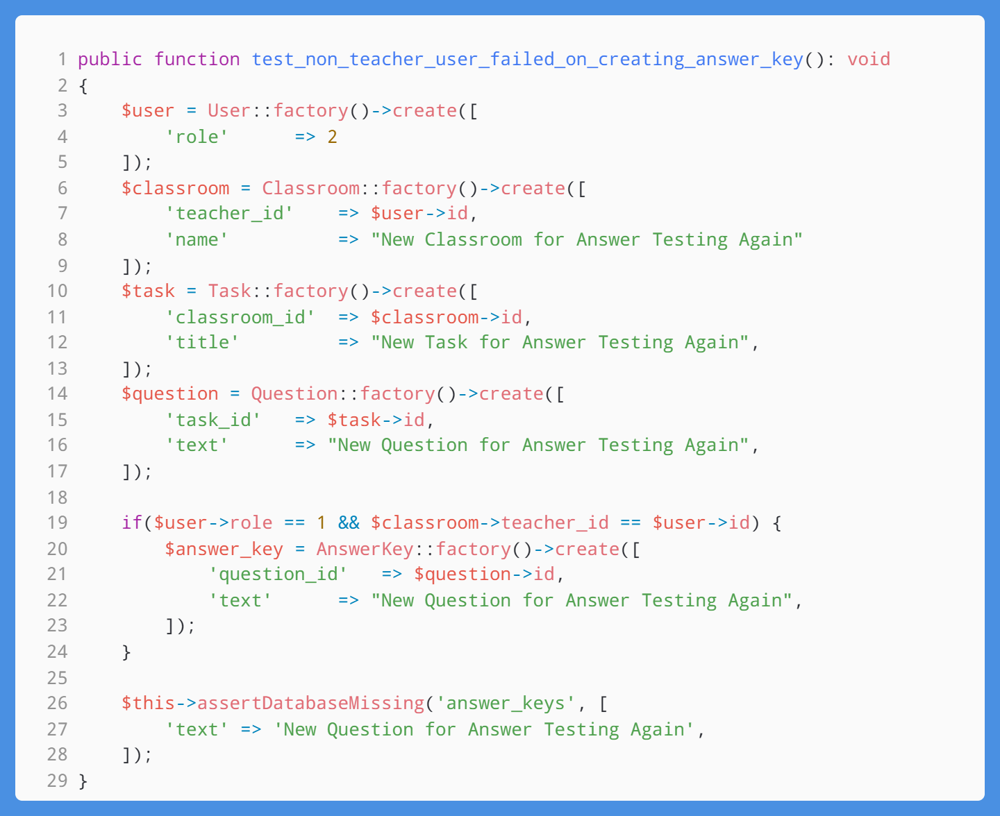 1 public function test_non_teacher_user_failed_on_creating_answer_key(): void
2 {
3     $user = User::factory()->create([
4         'role'      => 2
5     ]);
6     $classroom = Classroom::factory()->create([
7         'teacher_id'    => $user->id,
8         'name'          => "New Classroom for Answer Testing Again"
9     ]);
10     $task = Task::factory()->create([
11         'classroom_id'  => $classroom->id,
12         'title'         => "New Task for Answer Testing Again",
13     ]);
14     $question = Question::factory()->create([
15         'task_id'   => $task->id,
16         'text'      => "New Question for Answer Testing Again",
17     ]);
18
19     if($user->role == 1 && $classroom->teacher_id == $user->id) {
20         $answer_key = AnswerKey::factory()->create([
21             'question_id'   => $question->id,
22             'text'      => "New Question for Answer Testing Again",
23         ]);
24     }
25
26     $this->assertDatabaseMissing('answer_keys', [
27         'text' => 'New Question for Answer Testing Again',
28     ]);
29 }